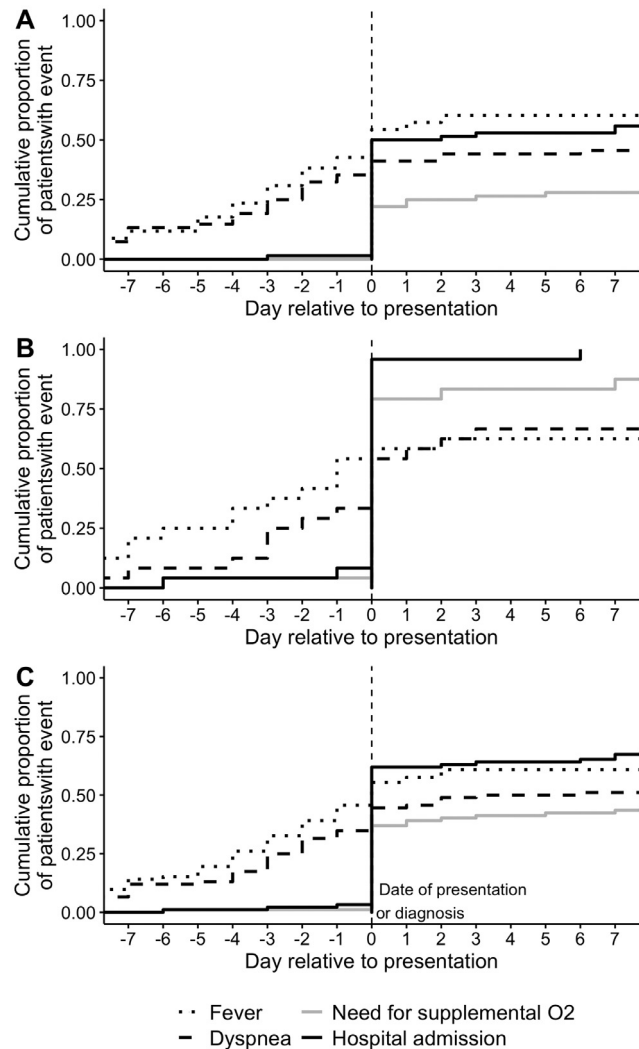 A
1.00
0.75
0.50
0.25
0.00
Cumulative proportion
of patientswith event
-7 -6 -5 -4 -3 -2 -1 0 1 2 3 4 5 6 7
Day relative to presentation
B
1.00
0.75
0.50
0.25
0.00
Cumulative proportion
of patientswith event
-7 -6 -5 -4 -3 -2 -1 0 1 2 3 4 5 6 7
Day relative to presentation
C
1.00
0.75
0.50
0.25
0.00
Cumulative proportion
of patientswith event
Date of presentation
or diagnosis
-7 -6 -5 -4 -3 -2 -1 0 1 2 3 4 5 6 7
Day relative to presentation
Fever Need for supplemental O2
Dyspnea Hospital admission